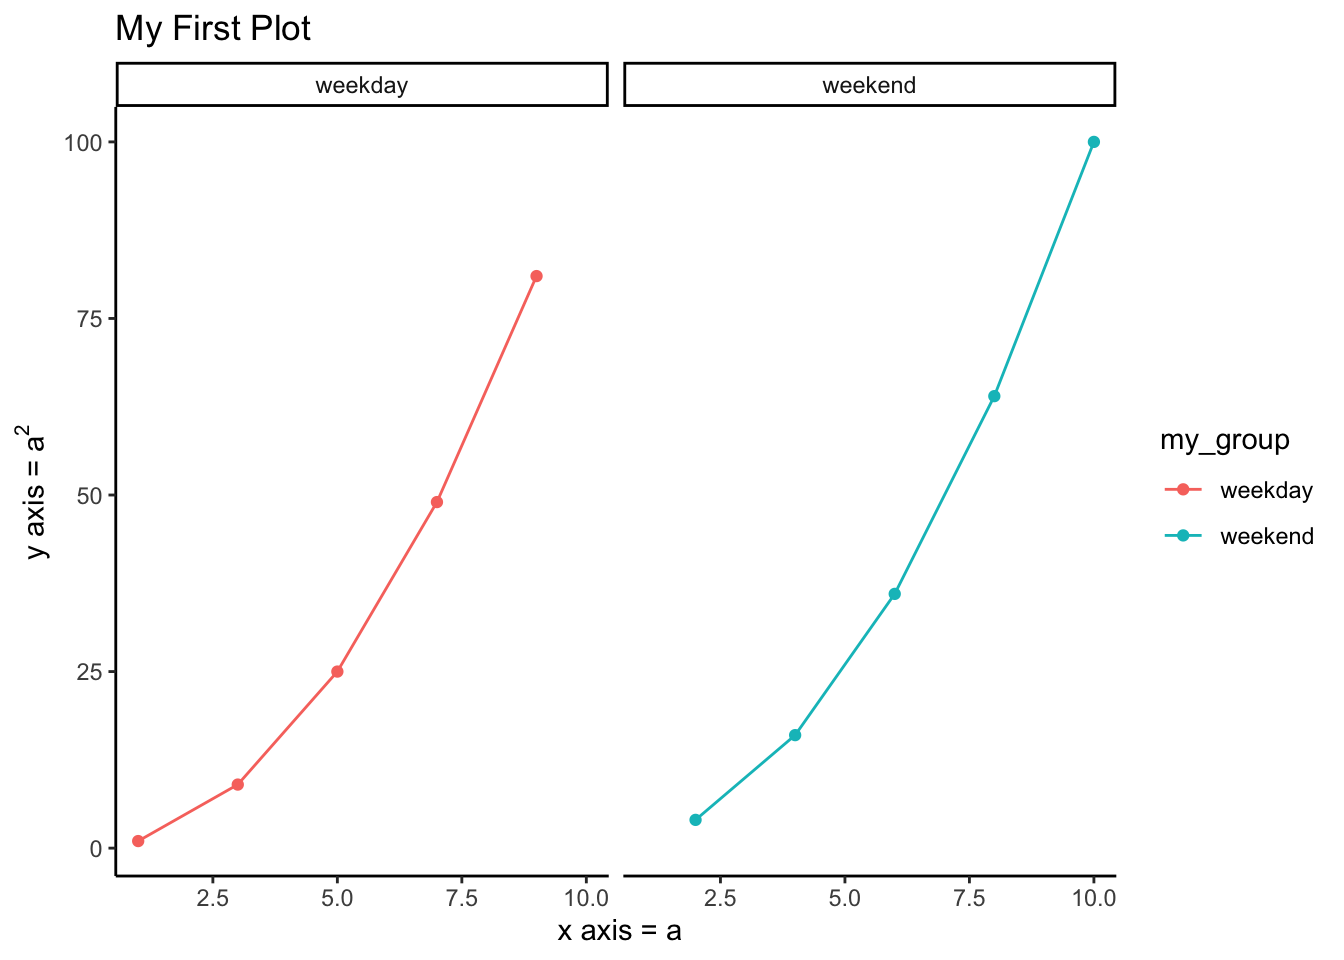 My First Plot
weekday
weekend
100
75
50
25
0
y axis = a²
2.5 5.0 7.5 10.0
2.5 5.0 7.5 10.0
x axis = a
my_group
weekday
weekend